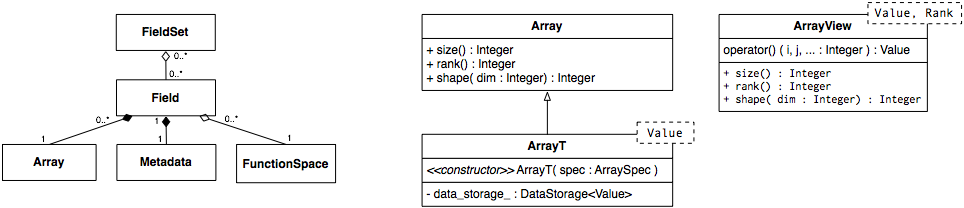 FieldSet
0..*
0..*
Field
0..*
0..*
1
1
1
Array
Metadata
FunctionSpace
Array
+ size() : Integer
+ rank() : Integer
+ shape( dim : Integer) : Integer
Value
ArrayT
<<constructor>> ArrayT( spec : ArraySpec )
- data_storage_ : DataStorage<Value>
Value, Rank
ArrayView
operator() ( i, j, ... : Integer ) : Value
+ size() : Integer
+ rank() : Integer
+ shape( dim : Integer) : Integer